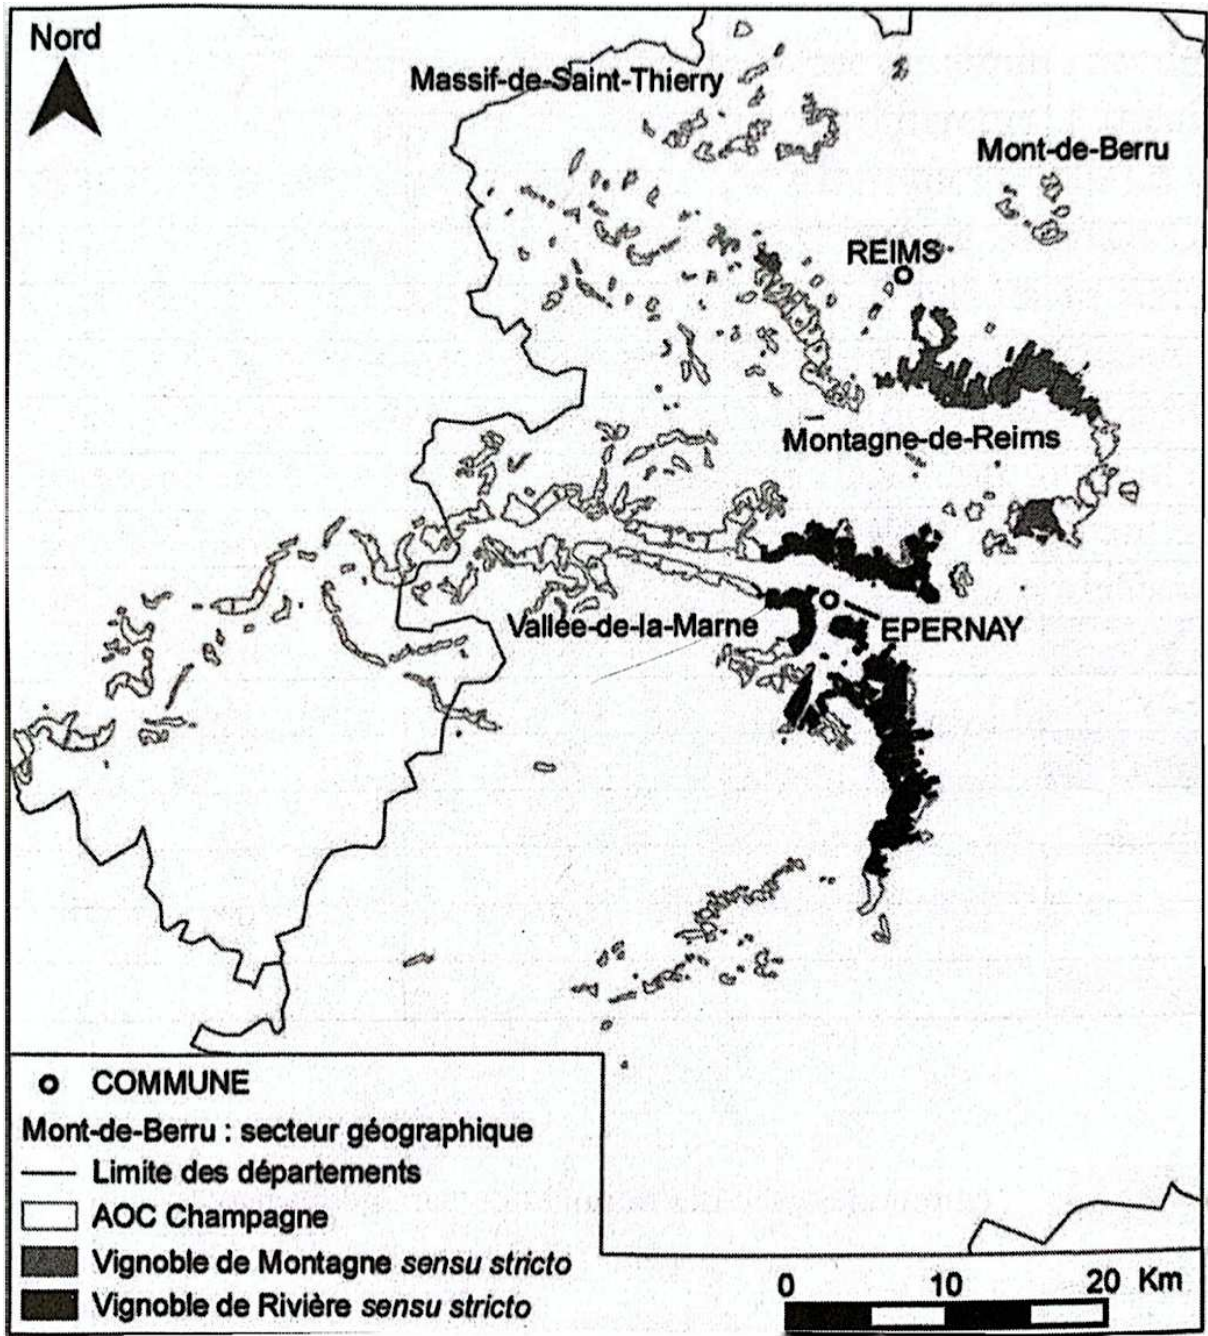 Nord
Massif-de-Saint-Thierry
Mont-de-Berru
REIMS
Montagne-de-Reims
Vallée-de-la-Marne
EPERNAY
COMMUNE
Mont-de-Berru : secteur géographique
Limite des départements
AOC Champagne
Vignoble de Montagne sensu stricto
Vignoble de Rivière sensu stricto
0 10 20 Km